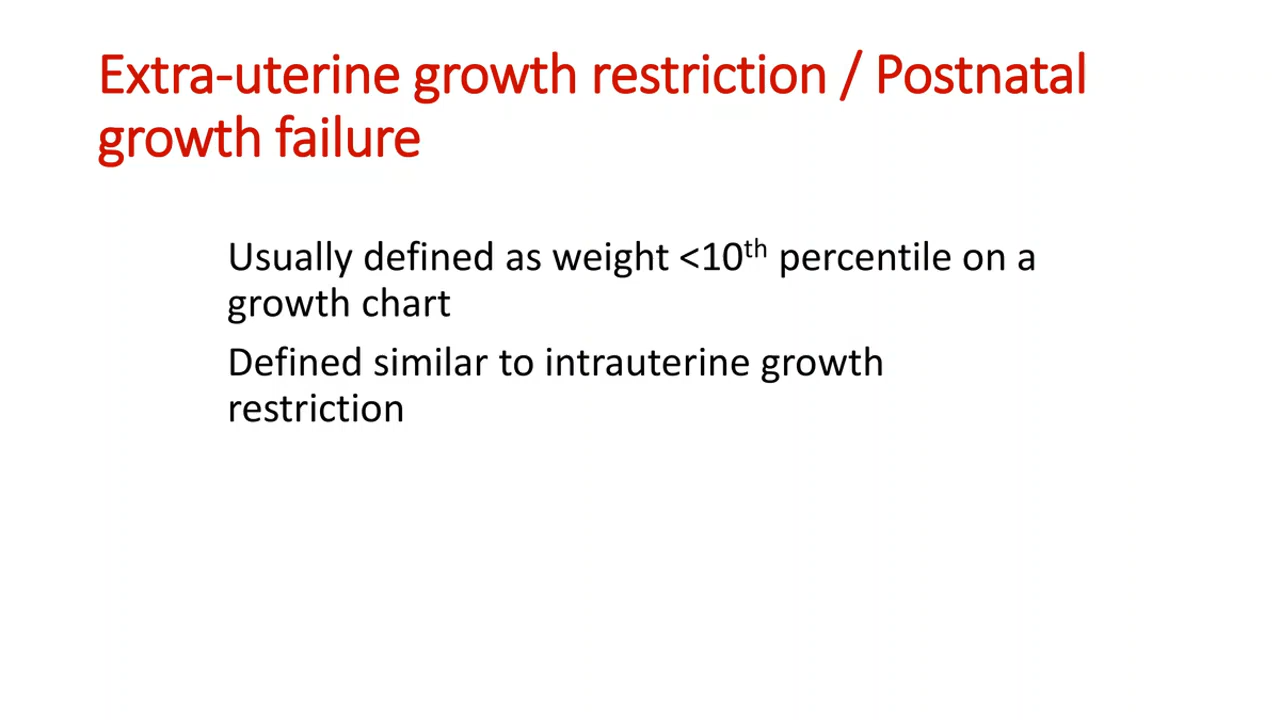 Extra-uterine growth restriction / Postnatal
growth failure
Usually defined as weight <10th percentile on a
growth chart
Defined similar to intrauterine growth
restriction